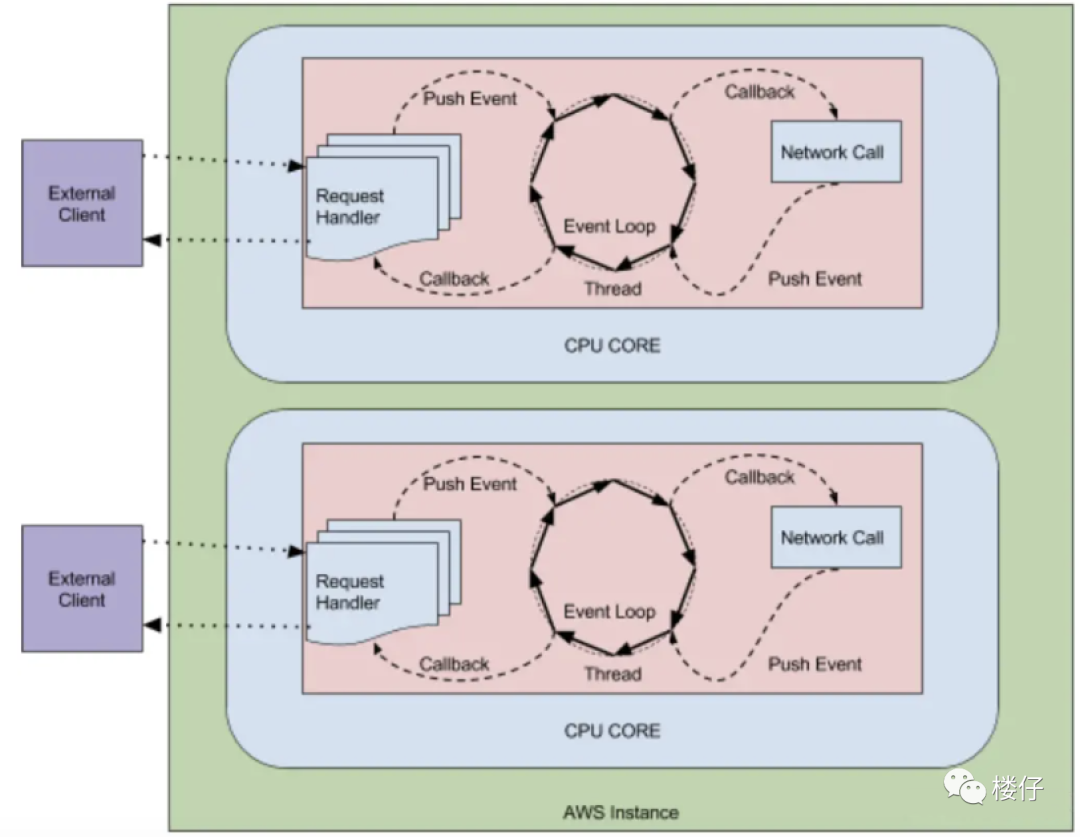 Push Event
Callback
Network Call
External
Client
Request
Handler
Event Loop
Callback
Thread
Push Event
CPU CORE
Push Event
Callback
Network Call
External
Client
Request
Handler
Event Loop
Callback
Thread
Push Event
CPU CORE
楼仔
AWS Instance